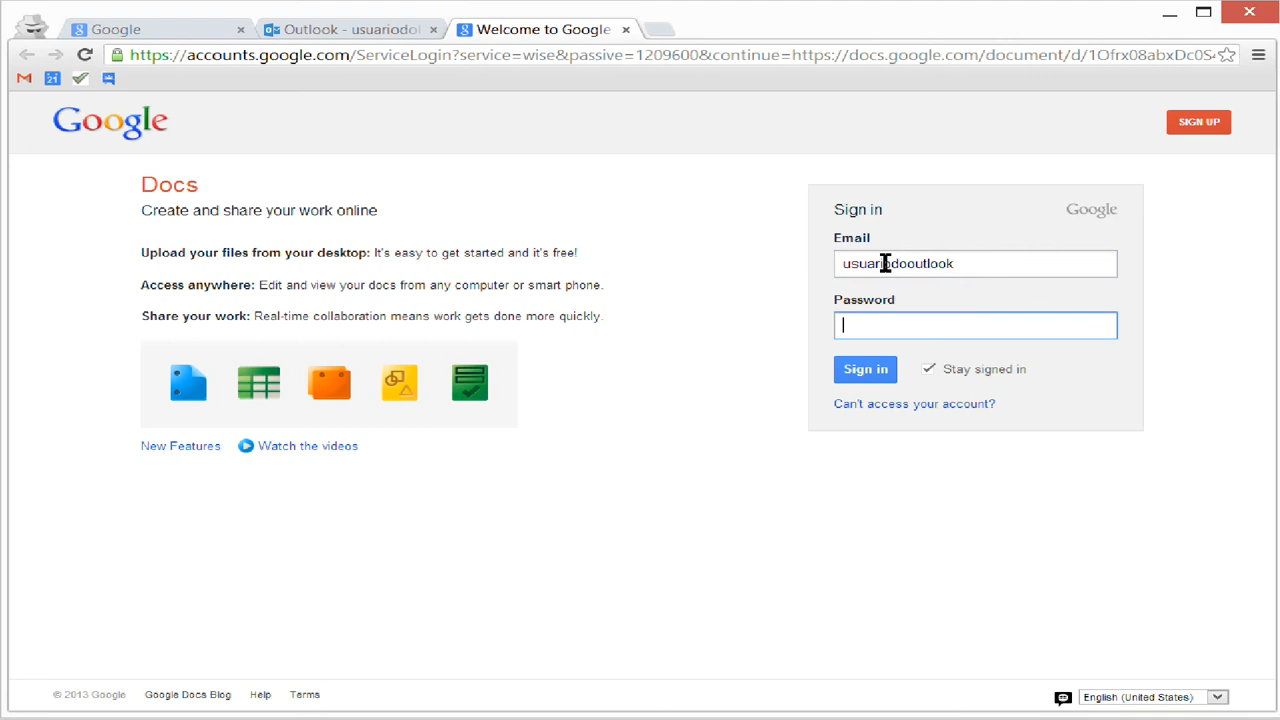 Google
Outlook - usuariodol
Welcome to Google
https://accounts.google.com/ServiceLogin?service=wise&passive=1209600&continue=https://docs.google.com/document/d/1Ofrx08abxDc0S4
21
Google
SIGN UP
Docs
Create and share your work online
Upload your files from your desktop: It's easy to get started and it's free!
Access anywhere: Edit and view your docs from any computer or smart phone.
Share your work: Real-time collaboration means work gets done more quickly.
New Features
Watch the videos
Sign in
Google
Email
usuariodooutlook
Password
Sign in
Stay signed in
Can't access your account?
© 2013 Google
Google Docs Blog
Help
Terms
English (United States)